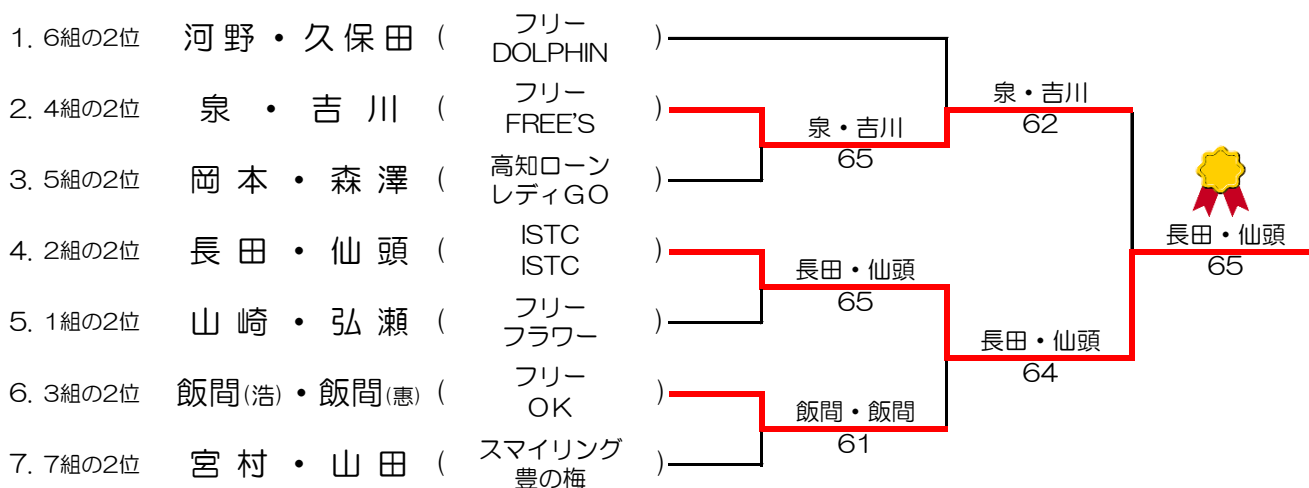 1. 6組の2位 河野・久保田 ( フリー DOLPHIN )
2. 4組の2位 泉・吉川 ( フリー FREE'S )
3. 5組の2位 岡本・森澤 ( 高知ローン レディGO )
4. 2組の2位 長田・仙頭 ( ISTC ISTC )
5. 1組の2位 山崎・弘瀬 ( フリー フラワー )
6. 3組の2位 飯間(浩)・飯間(惠) ( フリー OK )
7. 7組の2位 宮村・山田 ( スマイリング 豊の梅 )
泉・吉川
65
長田・仙頭
65
飯間・飯間
61
泉・吉川
62
長田・仙頭
64
長田・仙頭
65